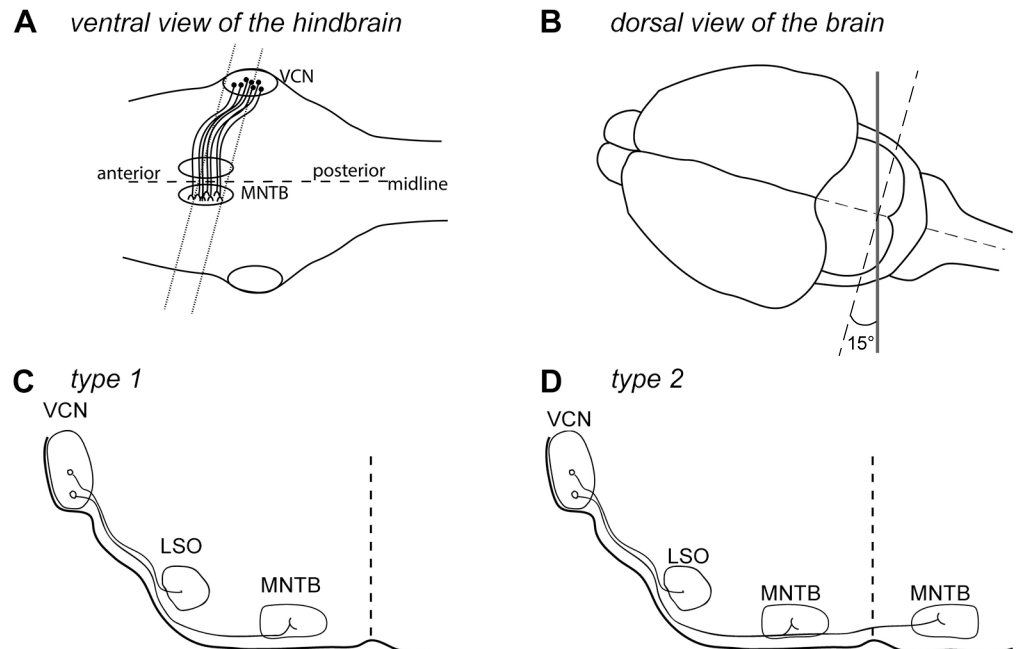 A ventral view of the hindbrain
VCN
anterior
posterior
midline
MNTB
B dorsal view of the brain
15°
C type 1
VCN
LSO
MNTB
D type 2
VCN
LSO
MNTB
MNTB